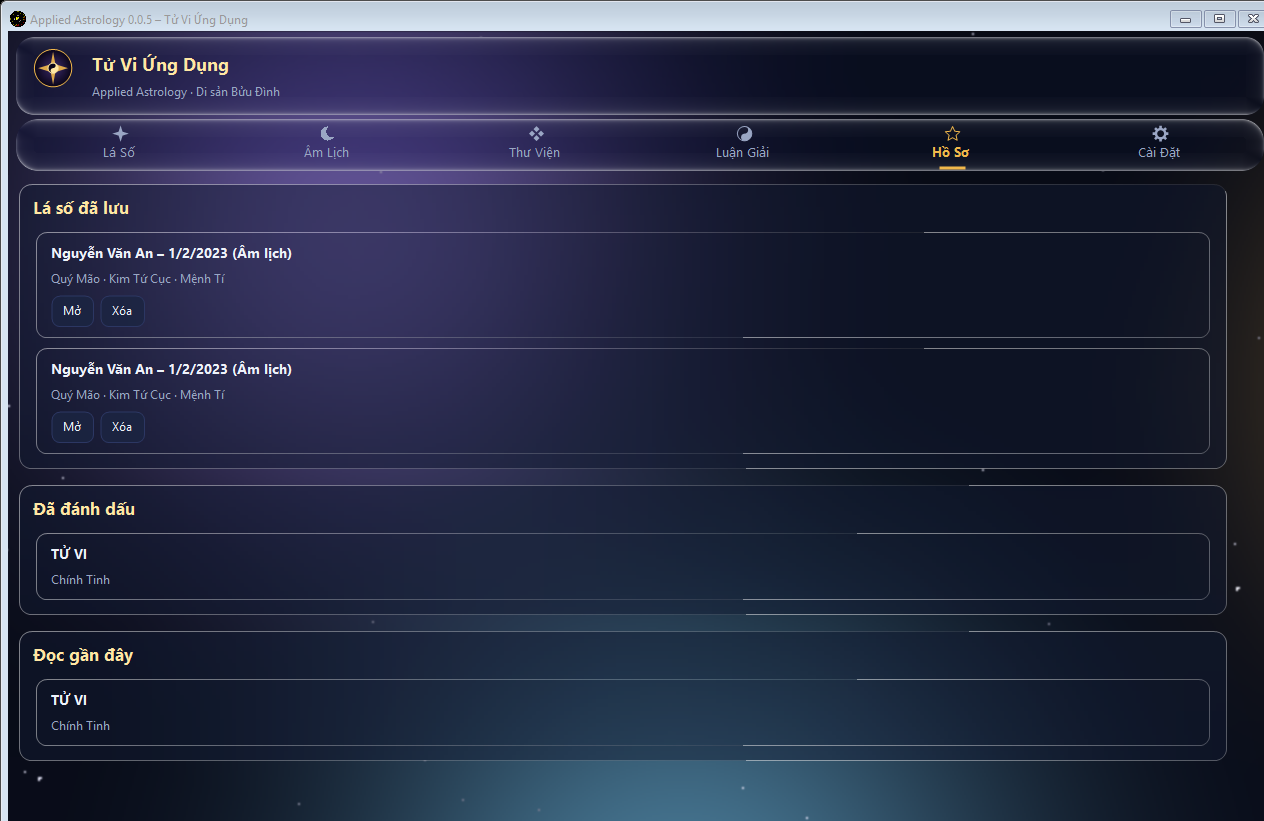 Applied Astrology 0.0.5 – Tử Vi Ứng Dụng
Tử Vi Ứng Dụng
Applied Astrology · Di sản Bửu Đình
Lá Số
Âm Lịch
Thư Viện
Luận Giải
Hồ Sơ
Cài Đặt
Lá số đã lưu
Nguyễn Văn An – 1/2/2023 (Âm lịch)
Quý Mão · Kim Tứ Cục · Mệnh Tí
Mở Xóa
Nguyễn Văn An – 1/2/2023 (Âm lịch)
Quý Mão · Kim Tứ Cục · Mệnh Tí
Mở Xóa
Đã đánh dấu
TỬ VI
Chính Tinh
Đọc gần đây
TỬ VI
Chính Tinh